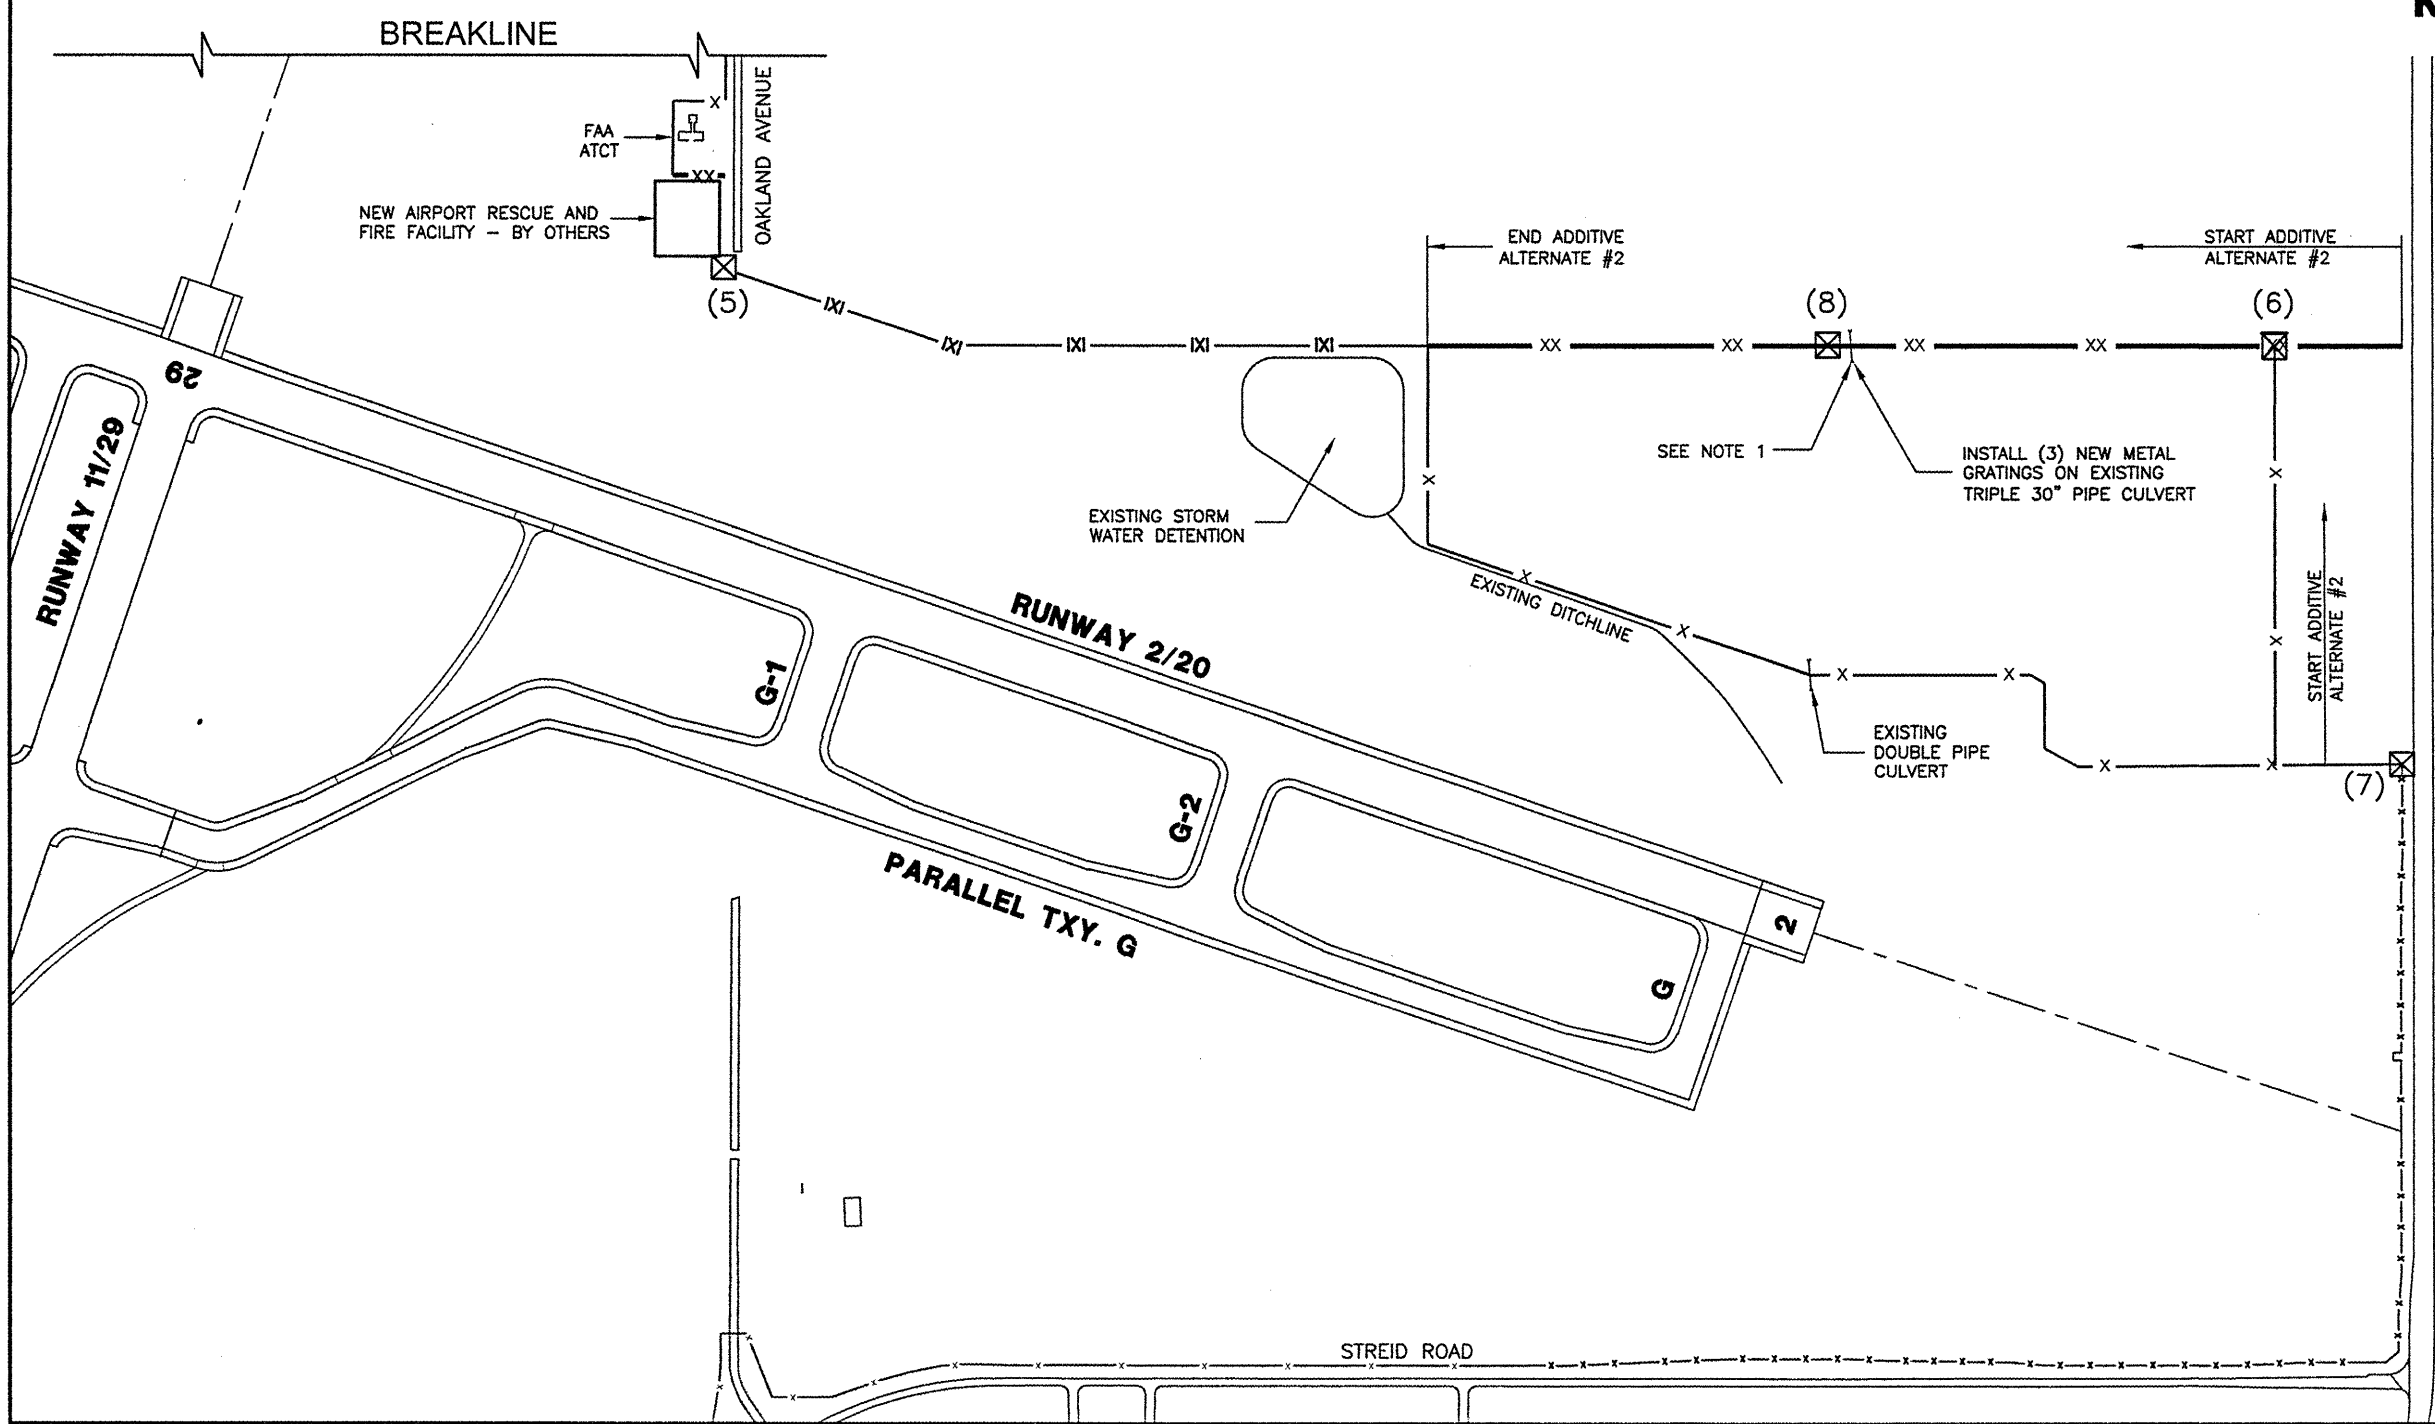 BREAKLINE
OAKLAND AVENUE
FAA
ATCT
NEW AIRPORT RESCUE AND
FIRE FACILITY - BY OTHERS
(5)
END ADDITIVE
ALTERNATE #2
START ADDITIVE
ALTERNATE #2
(8)
(6)
29
RUNWAY 11/29
SEE NOTE 1
INSTALL (3) NEW METAL
GRATINGS ON EXISTING
TRIPLE 30" PIPE CULVERT
EXISTING STORM
WATER DETENTION
EXISTING DITCHLINE
START ADDITIVE
ALTERNATE #2
RUNWAY 2/20
G-1
EXISTING
DOUBLE PIPE
CULVERT
(7)
G-2
PARALLEL TXY. G
2
G
STREID ROAD